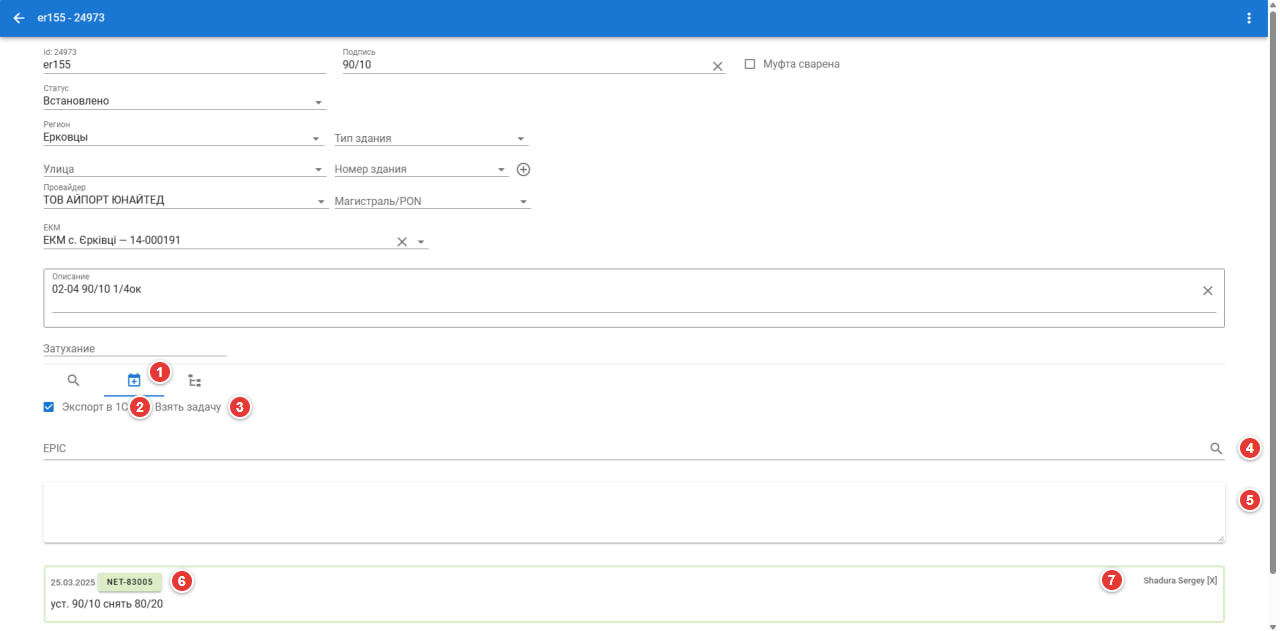 er155 - 24973
id: 24973
er155
Подпись
90/10
Муфта сварена
Статус
Встановлено
Регион
Ерковцы
Тип здания
Улица
Номер здания
Провайдер
ТОВ АЙПОРТ ЮНАЙТЕД
Магистраль/PON
ЕКМ
ЕКМ с. Єрківці — 14-000191
Описание
02-04 90/10 1/4ок
Затухание
1
Экспорт в 1С
2
Взять задачу
3
EPIC
4
5
25.03.2025 NET-83005
6
7
Shadura Sergey [X]
уст. 90/10 снять 80/20